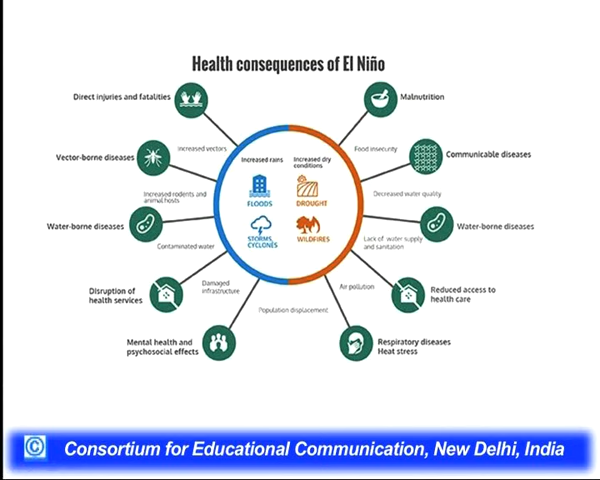 Health consequences of El Niño
Direct injuries and fatalities
Malnutrition
Increased vectors
Food insecurity
Vector-borne diseases
Increased rains
Increased dry
conditions
Communicable diseases
Increased rodents and
animal hosts
FLOODS
DROUGHT
Decreased water quality
Water-borne diseases
Water-borne diseases
Contaminated water
STORMS,
CYCLONES
WILDFIRES
Lack of water supply
and sanitation
Disruption of
health services
Damaged
infrastructure
Air pollution
Reduced access to
health care
Population displacement
Mental health and
psychosocial effects
Respiratory diseases
Heat stress
© Consortium for Educational Communication, New Delhi, India